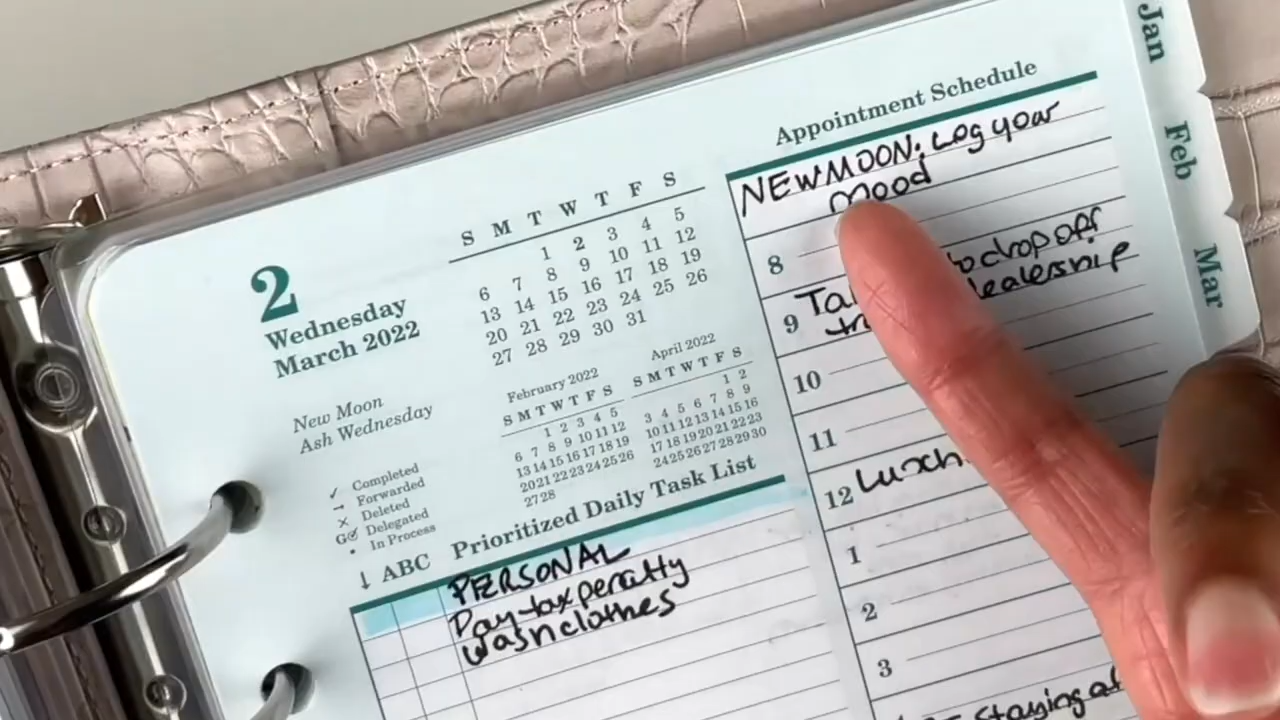 2
Wednesday
March 2022
New Moon
Ash Wednesday
✓ Completed
→ Forwarded
X Deleted
G✓ Delegated
• In Process
S M T W T F S
1 2 3 4 5
6 7 8 9 10 11 12
13 14 15 16 17 18 19
20 21 22 23 24 25 26
27 28 29 30 31
February 2022
S M T W T F S
1 2 3 4 5
6 7 8 9 10 11 12
13 14 15 16 17 18 19
20 21 22 23 24 25 26
27 28
April 2022
S M T W T F S
1 2
3 4 5 6 7 8 9
10 11 12 13 14 15 16
17 18 19 20 21 22 23
24 25 26 27 28 29 30
↓ ABC Prioritized Daily Task List
PERSONAL
Pay tax penalty
wash clothes
Appointment Schedule
NEW MOON: Log your
mood
8
to drop off
9
dealership
10
11
12 Lunch
1
2
3
Staying
Jan
Feb
Mar